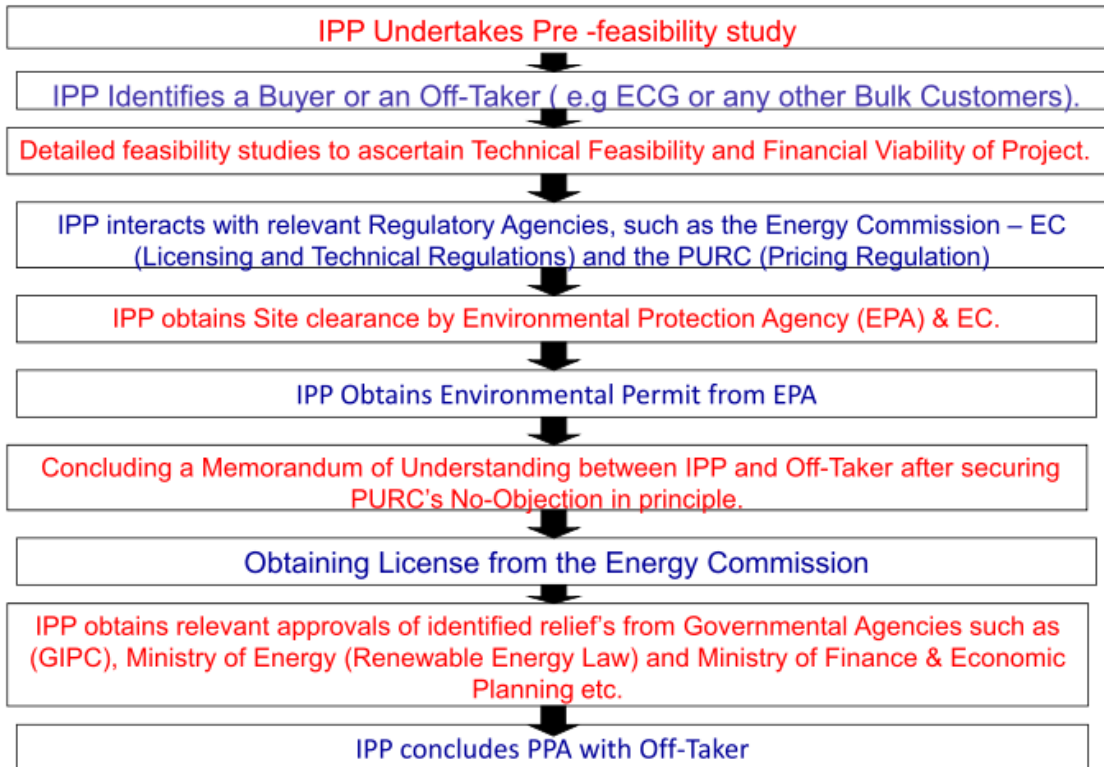 IPP Undertakes Pre -feasibility study
IPP Identifies a Buyer or an Off-Taker ( e.g ECG or any other Bulk Customers).
Detailed feasibility studies to ascertain Technical Feasibility and Financial Viability of Project.
IPP interacts with relevant Regulatory Agencies, such as the Energy Commission – EC
(Licensing and Technical Regulations) and the PURC (Pricing Regulation)
IPP obtains Site clearance by Environmental Protection Agency (EPA) & EC.
IPP Obtains Environmental Permit from EPA
Concluding a Memorandum of Understanding between IPP and Off-Taker after securing
PURC's No-Objection in principle.
Obtaining License from the Energy Commission
IPP obtains relevant approvals of identified relief's from Governmental Agencies such as
(GIPC), Ministry of Energy (Renewable Energy Law) and Ministry of Finance & Economic
Planning etc.
IPP concludes PPA with Off-Taker